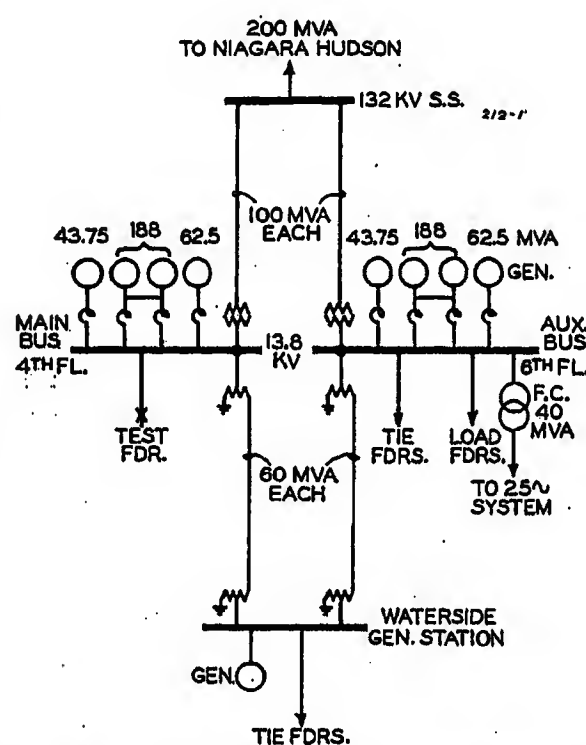 200 MVA
TO NIAGARA HUDSON
132 KV S.S.
212-1"
100 MVA
EACH
43.75 188 62.5
43.75 188 62.5 MVA
GEN.
MAIN
BUS
4TH FL.
13.8
KV
AUX.
BUS
6TH FL.
TEST
FDR.
TIE
FDRS.
LOAD
FDRS.
F.C.
40
MVA
TO 25~
SYSTEM
60 MVA
EACH
WATERSIDE
GEN. STATION
GEN.
TIE FDRS.